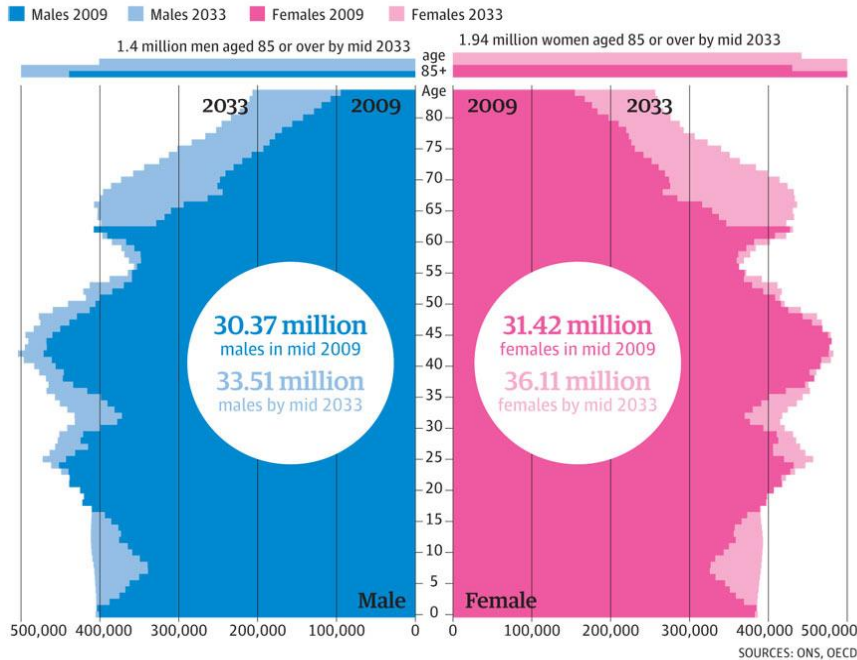 Males 2009 Males 2033 Females 2009 Females 2033
1.4 million men aged 85 or over by mid 2033
age
85+
1.94 million women aged 85 or over by mid 2033
2033
2009
Age
2009
2033
80
75
70
65
60
55
50
45
40
35
30
25
20
15
10
5
0
30.37 million
males in mid 2009
33.51 million
males by mid 2033
31.42 million
females in mid 2009
36.11 million
females by mid 2033
Male
Female
500,000 400,000 300,000 200,000 100,000 0
0 100,000 200,000 300,000 400,000 500,000
SOURCES: ONS, OECD